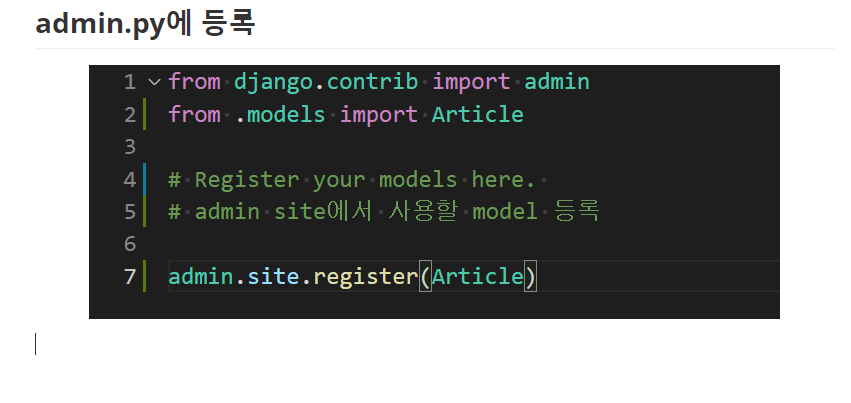 admin.py에 등록
1 from django.contrib import admin
2 from .models import Article
3
4 # Register your models here.
5 # admin site에서 사용할 model 등록
6
7 admin.site.register(Article)